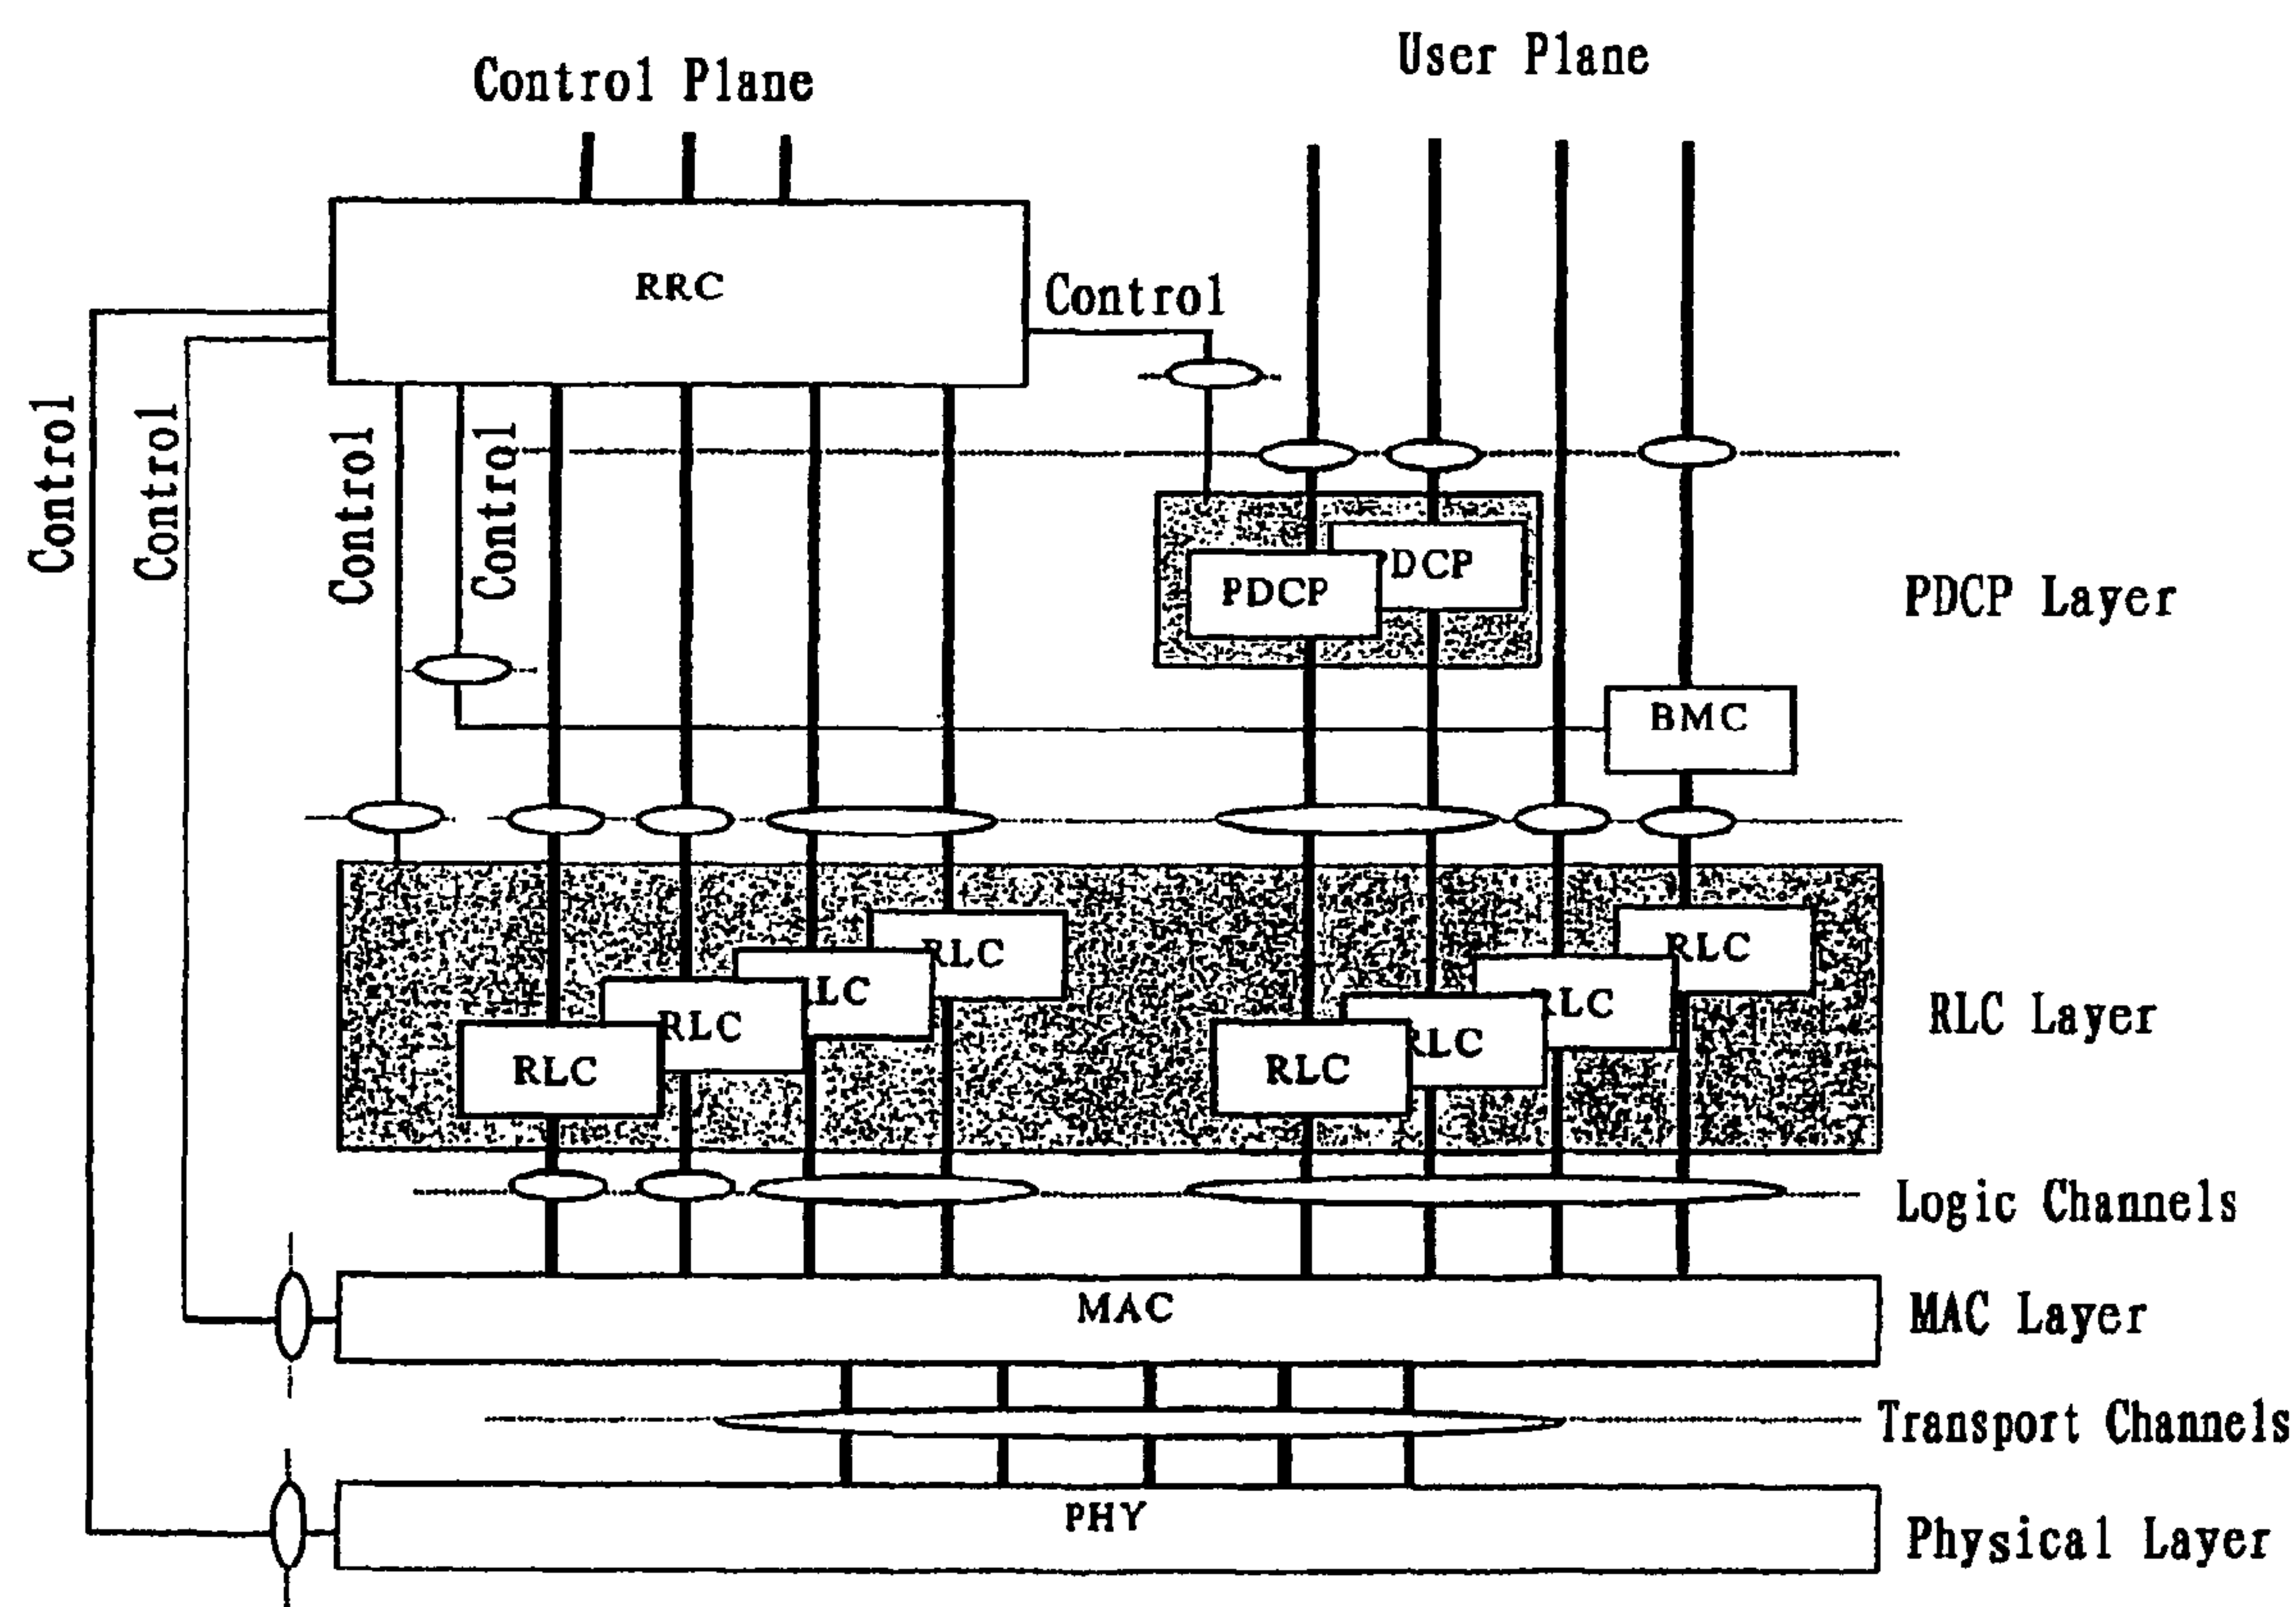 User Plane
Control Plane
RRC
Control
Control
Control
Control
Control
PDCP
PDCP Layer
PDCP
BMC
RLC
RLC
LC
RLC
RLC Layer
RLC
RLC
RLC
RLC
RLC
Logic Channels
MAC
MAC Layer
Transport Channels
PHY
Physical Layer